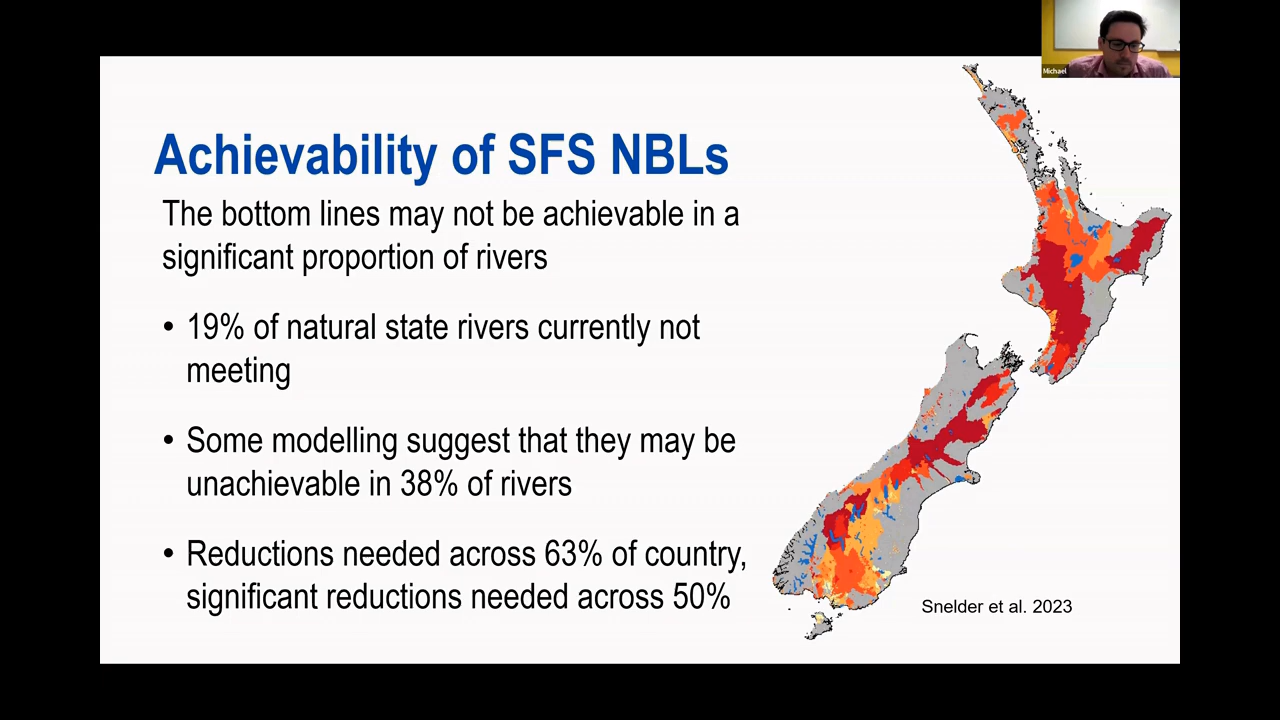 Michael
Achievability of SFS NBLs
The bottom lines may not be achievable in a
significant proportion of rivers
• 19% of natural state rivers currently not
meeting
• Some modelling suggest that they may be
unachievable in 38% of rivers
• Reductions needed across 63% of country,
significant reductions needed across 50%
Snelder et al. 2023